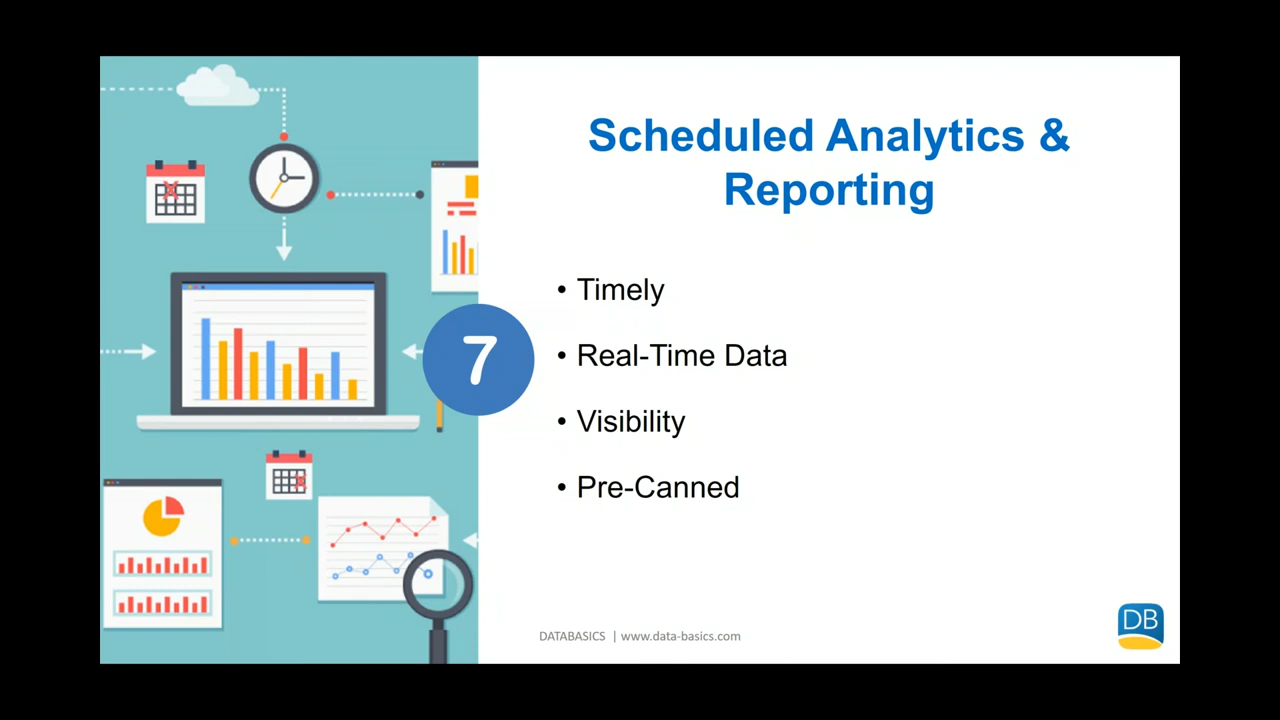 Scheduled Analytics &
Reporting
7
• Timely
• Real-Time Data
• Visibility
• Pre-Canned
DATABASICS | www.data-basics.com
DB